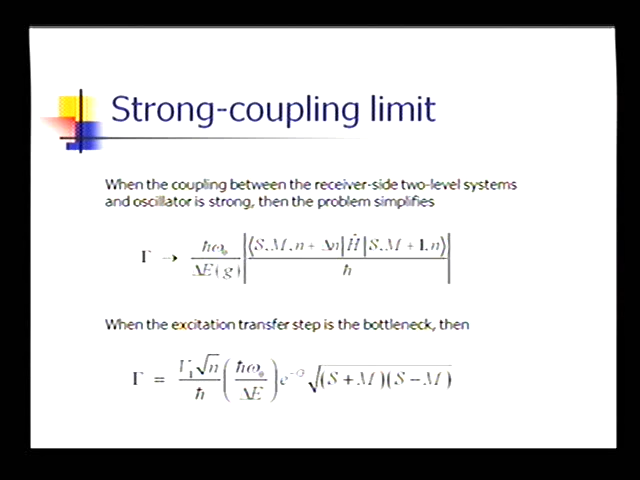 Strong-coupling limit
When the coupling between the receiver-side two-level systems
and oscillator is strong, then the problem simplifies
Γ → ħω₀ / ΔE(g) |⟨S,M,n + Δn|Ĥ|S,M + 1,n⟩ / ħ|
When the excitation transfer step is the bottleneck, then
Γ = V₁√n / ħ (ħω₀ / ΔE) e⁻ᴳ √(S + M)(S − M)